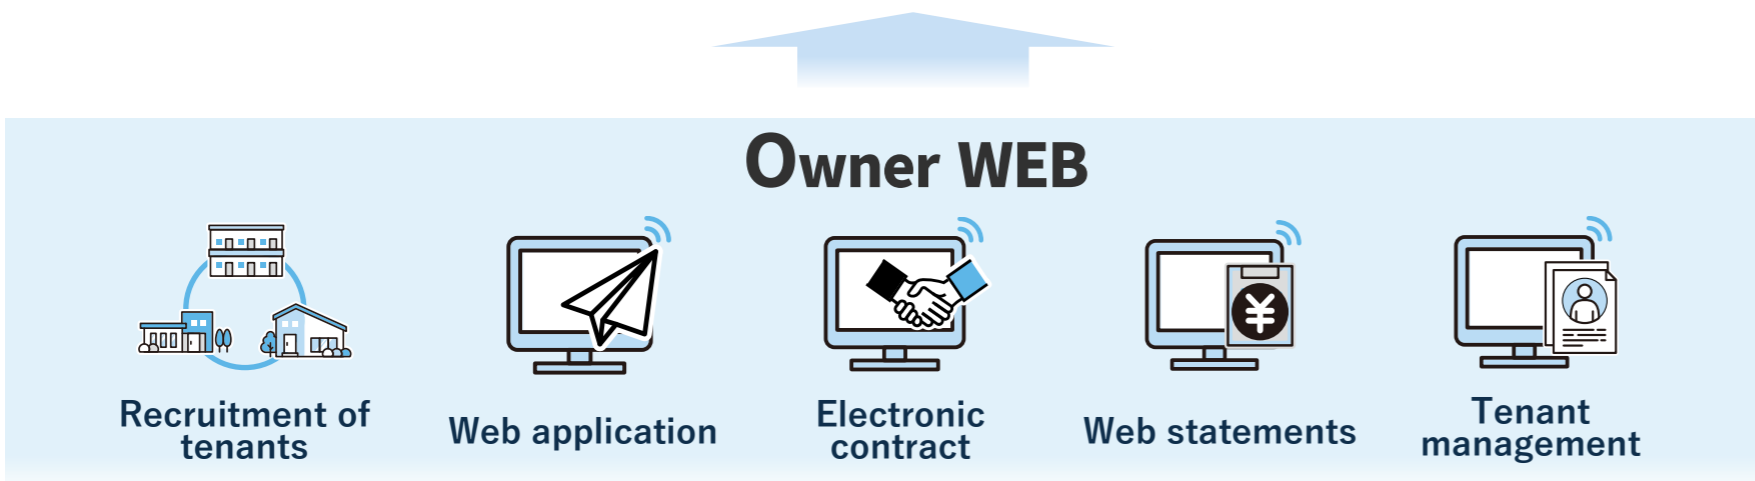 Owner WEB
Recruitment of
tenants
Web application
Electronic
contract
¥
Web statements
Tenant
management